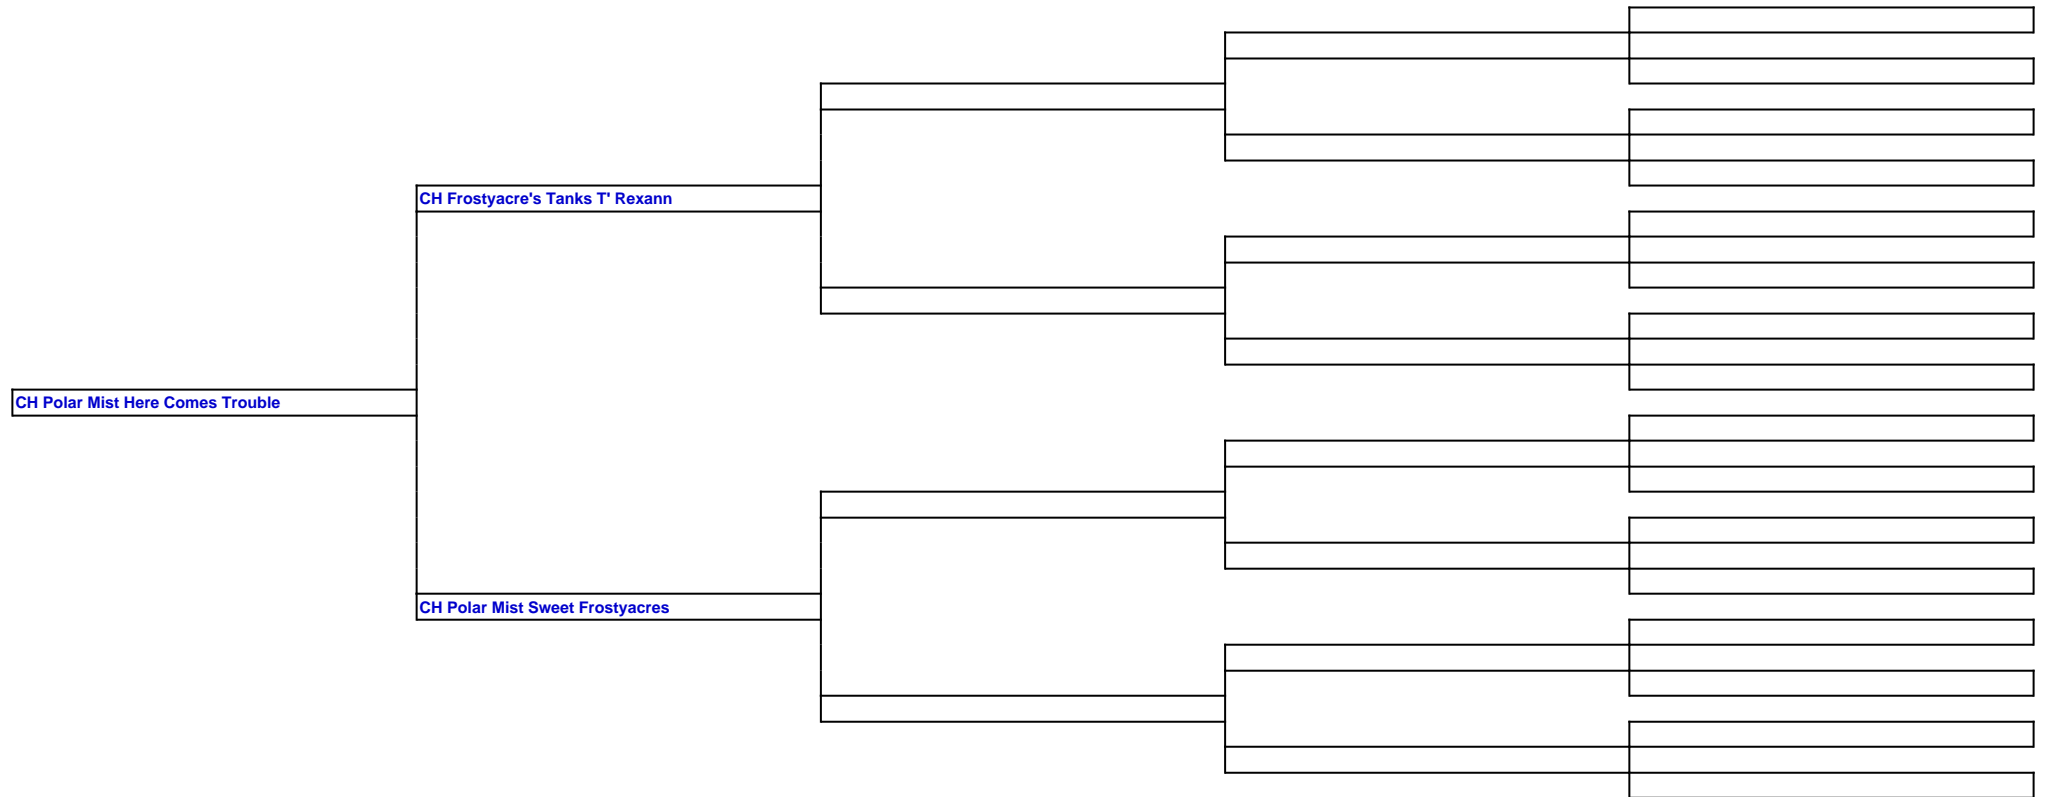 CH Frostyacre's Tanks T' Rexann
CH Polar Mist Here Comes Trouble
CH Polar Mist Sweet Frostyacres